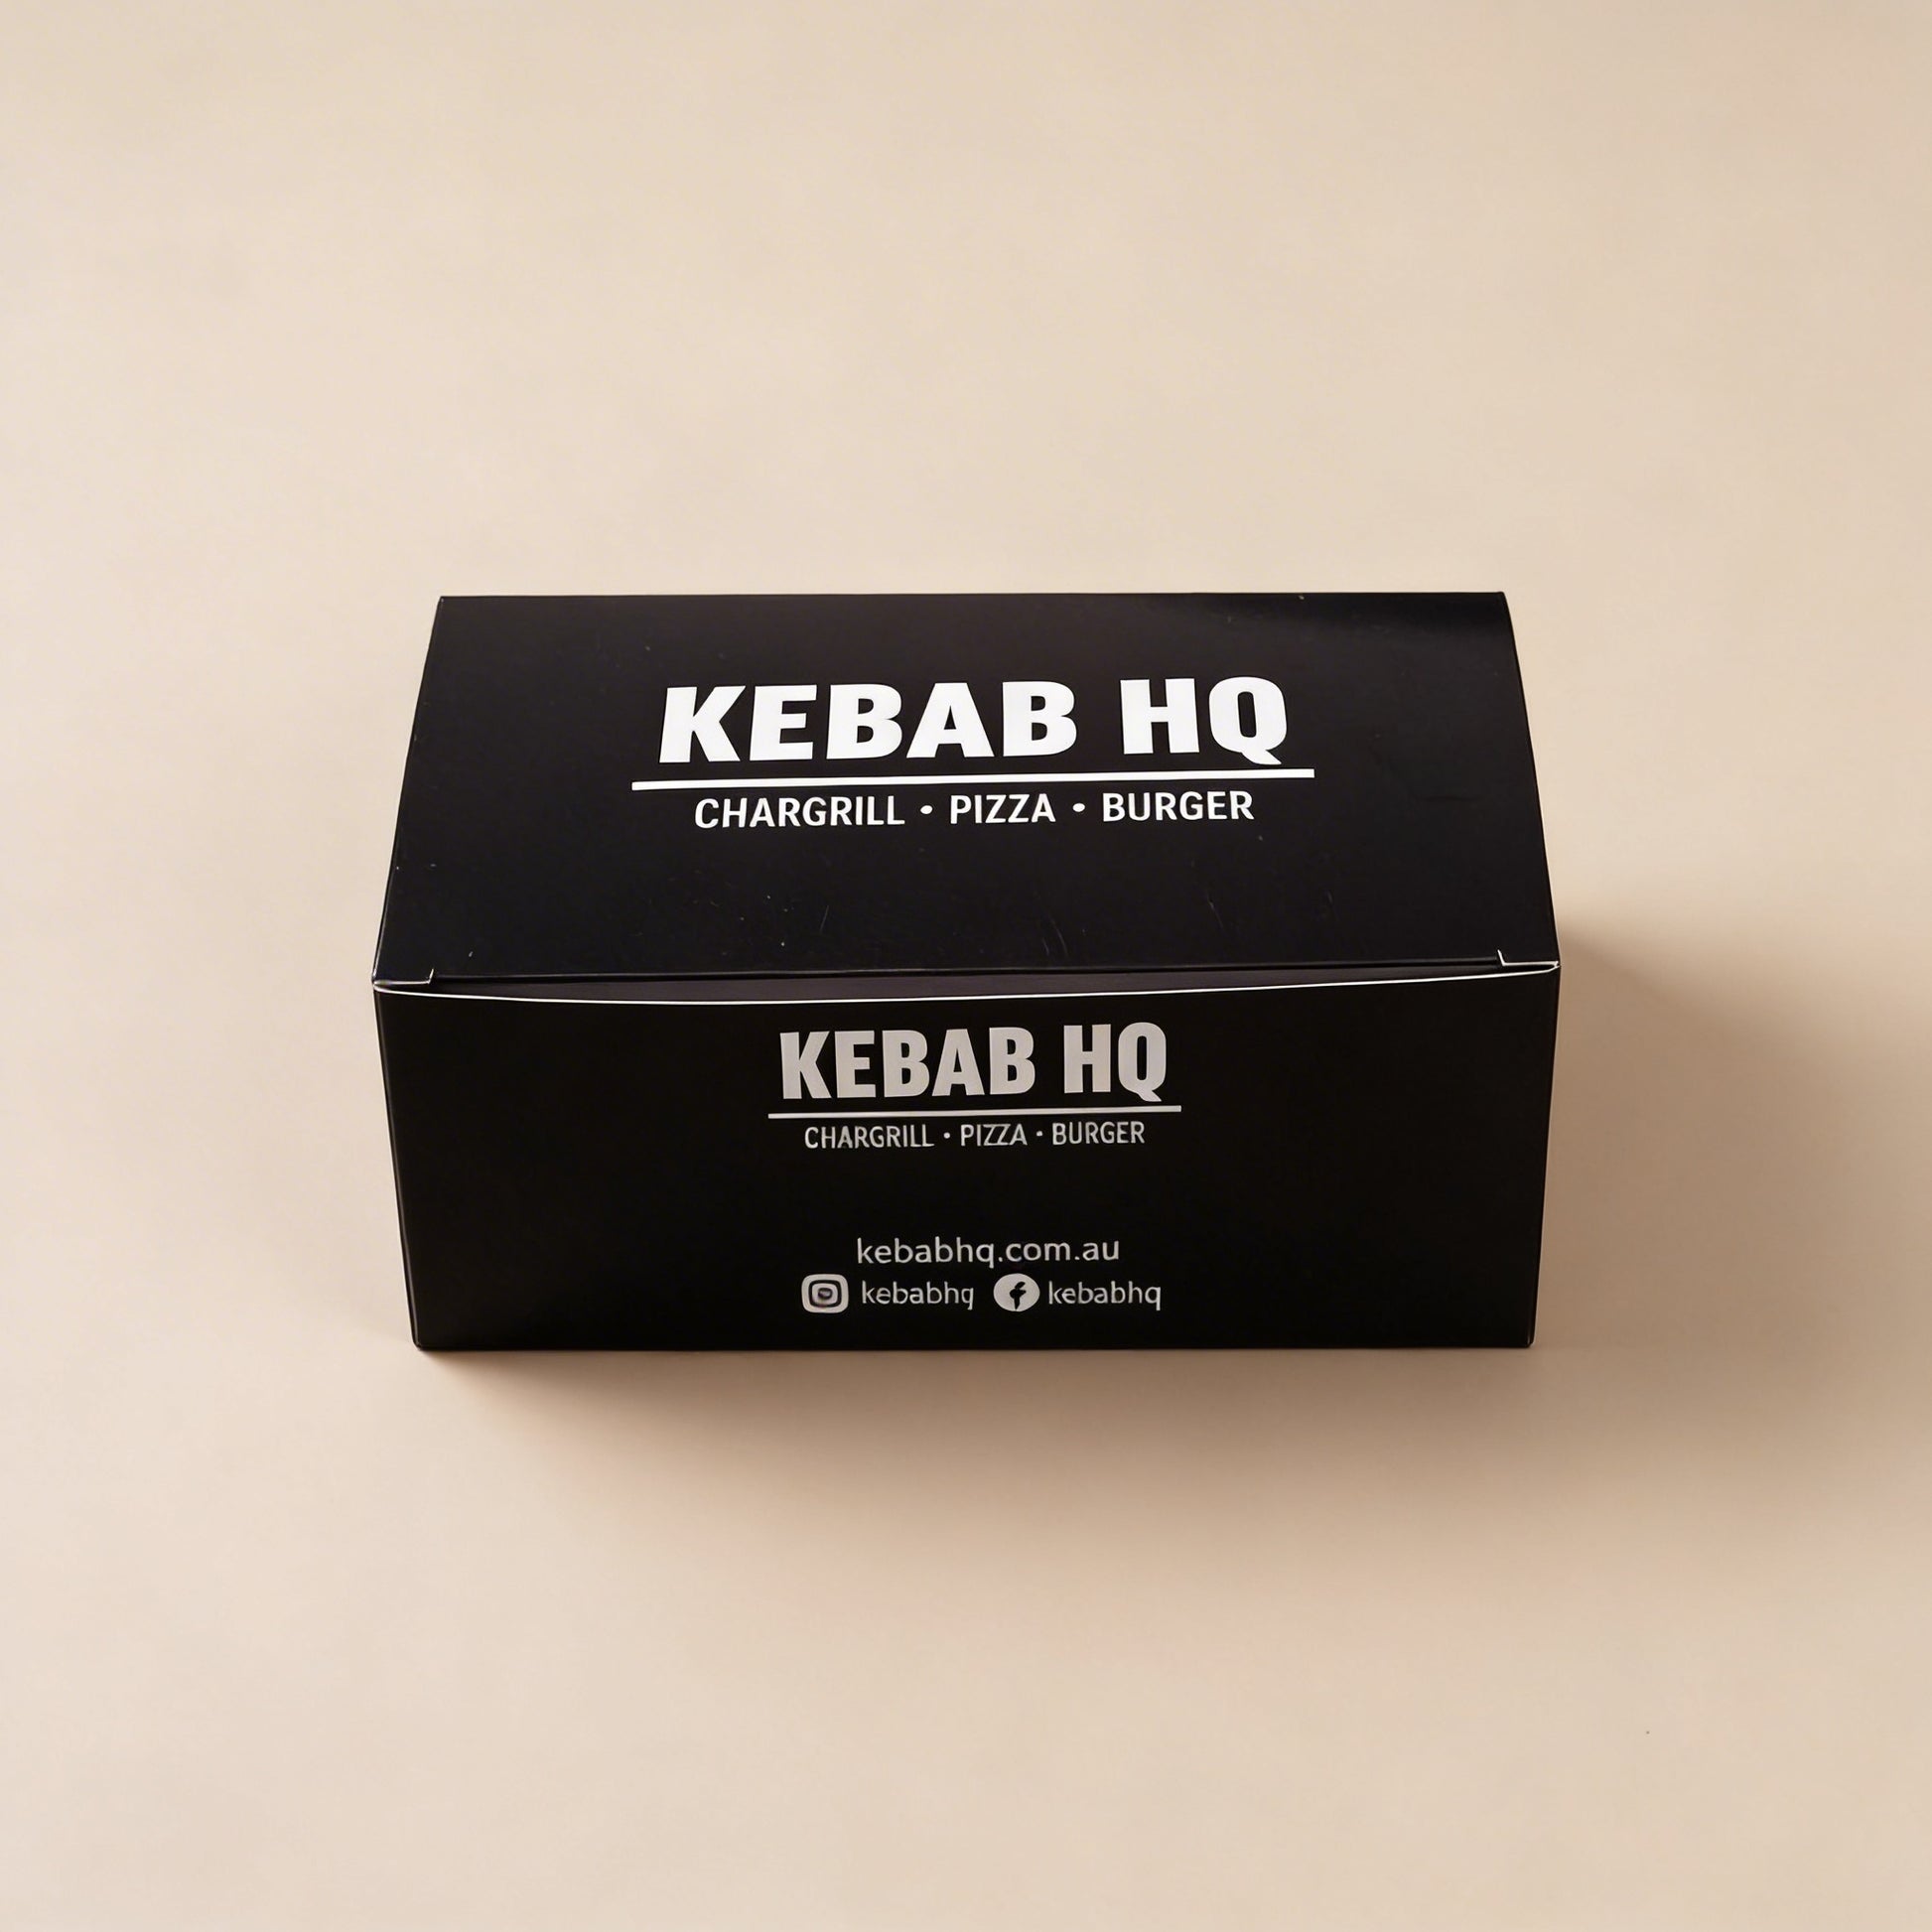 KEBAB HQ
CHARGRILL • PIZZA • BURGER
KEBAB HQ
CHARGRILL • PIZZA • BURGER
kebabhq.com.au
kebabhq kebabhq